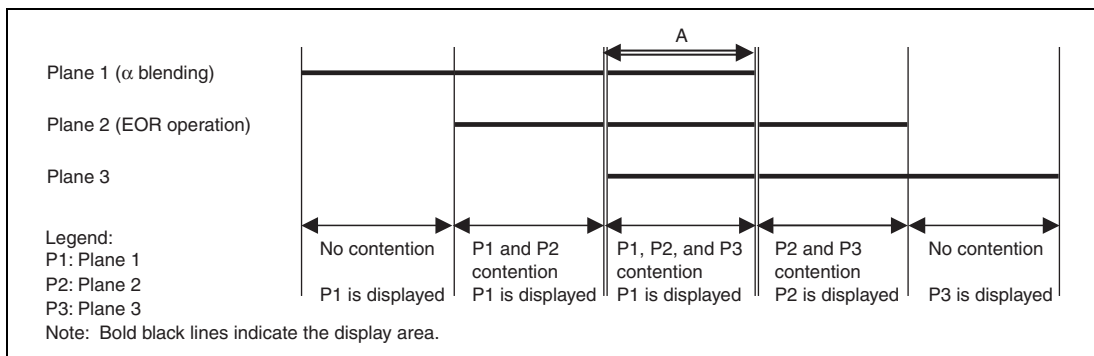 A
Plane 1 (α blending)
Plane 2 (EOR operation)
Plane 3
No contention
P1 is displayed
P1 and P2
contention
P1 is displayed
P1, P2, and P3
contention
P1 is displayed
P2 and P3
contention
P2 is displayed
No contention
P3 is displayed
Legend:
P1: Plane 1
P2: Plane 2
P3: Plane 3
Note: Bold black lines indicate the display area.